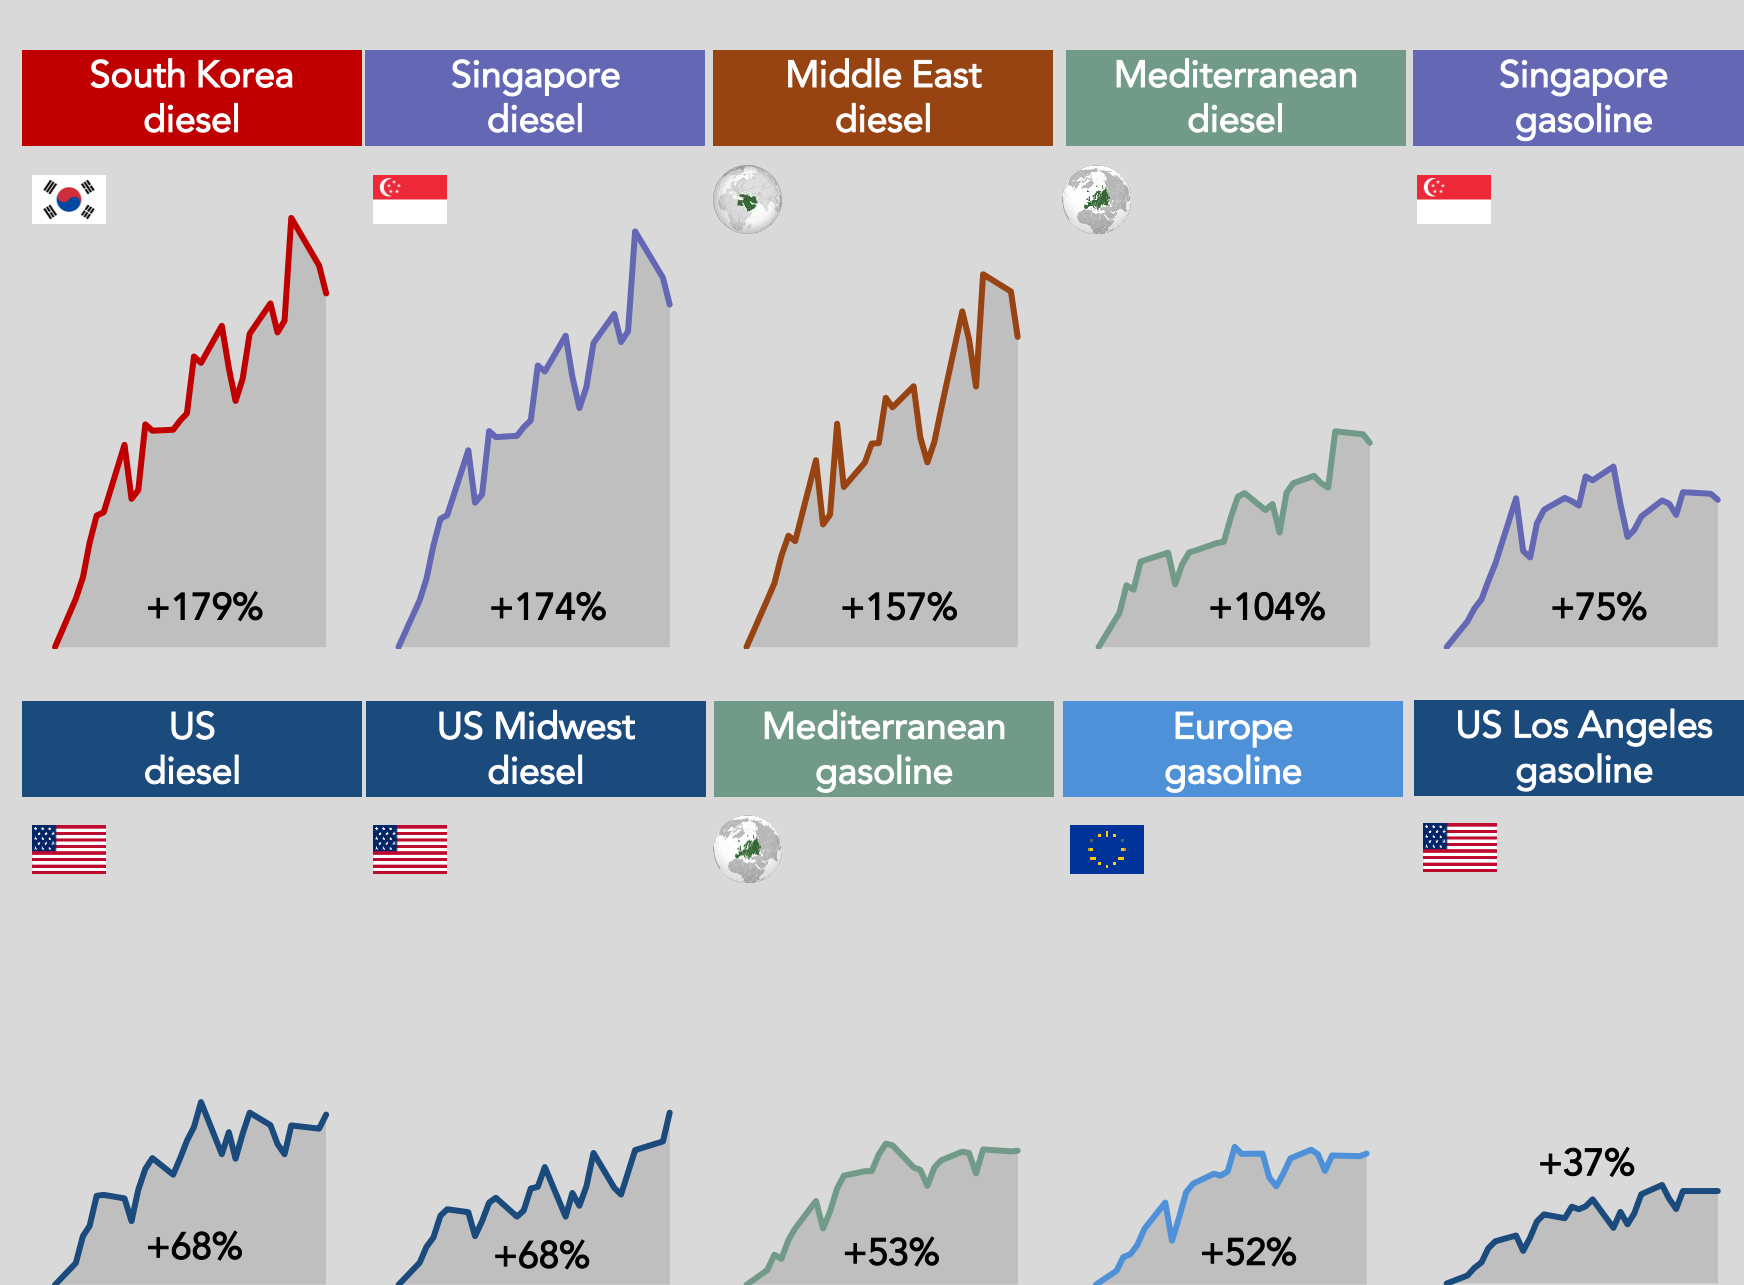 South Korea
diesel
Singapore
diesel
Middle East
diesel
Mediterranean
diesel
Singapore
gasoline
+179%
+174%
+157%
+104%
+75%
US
diesel
US Midwest
diesel
Mediterranean
gasoline
Europe
gasoline
US Los Angeles
gasoline
+68%
+68%
+53%
+52%
+37%